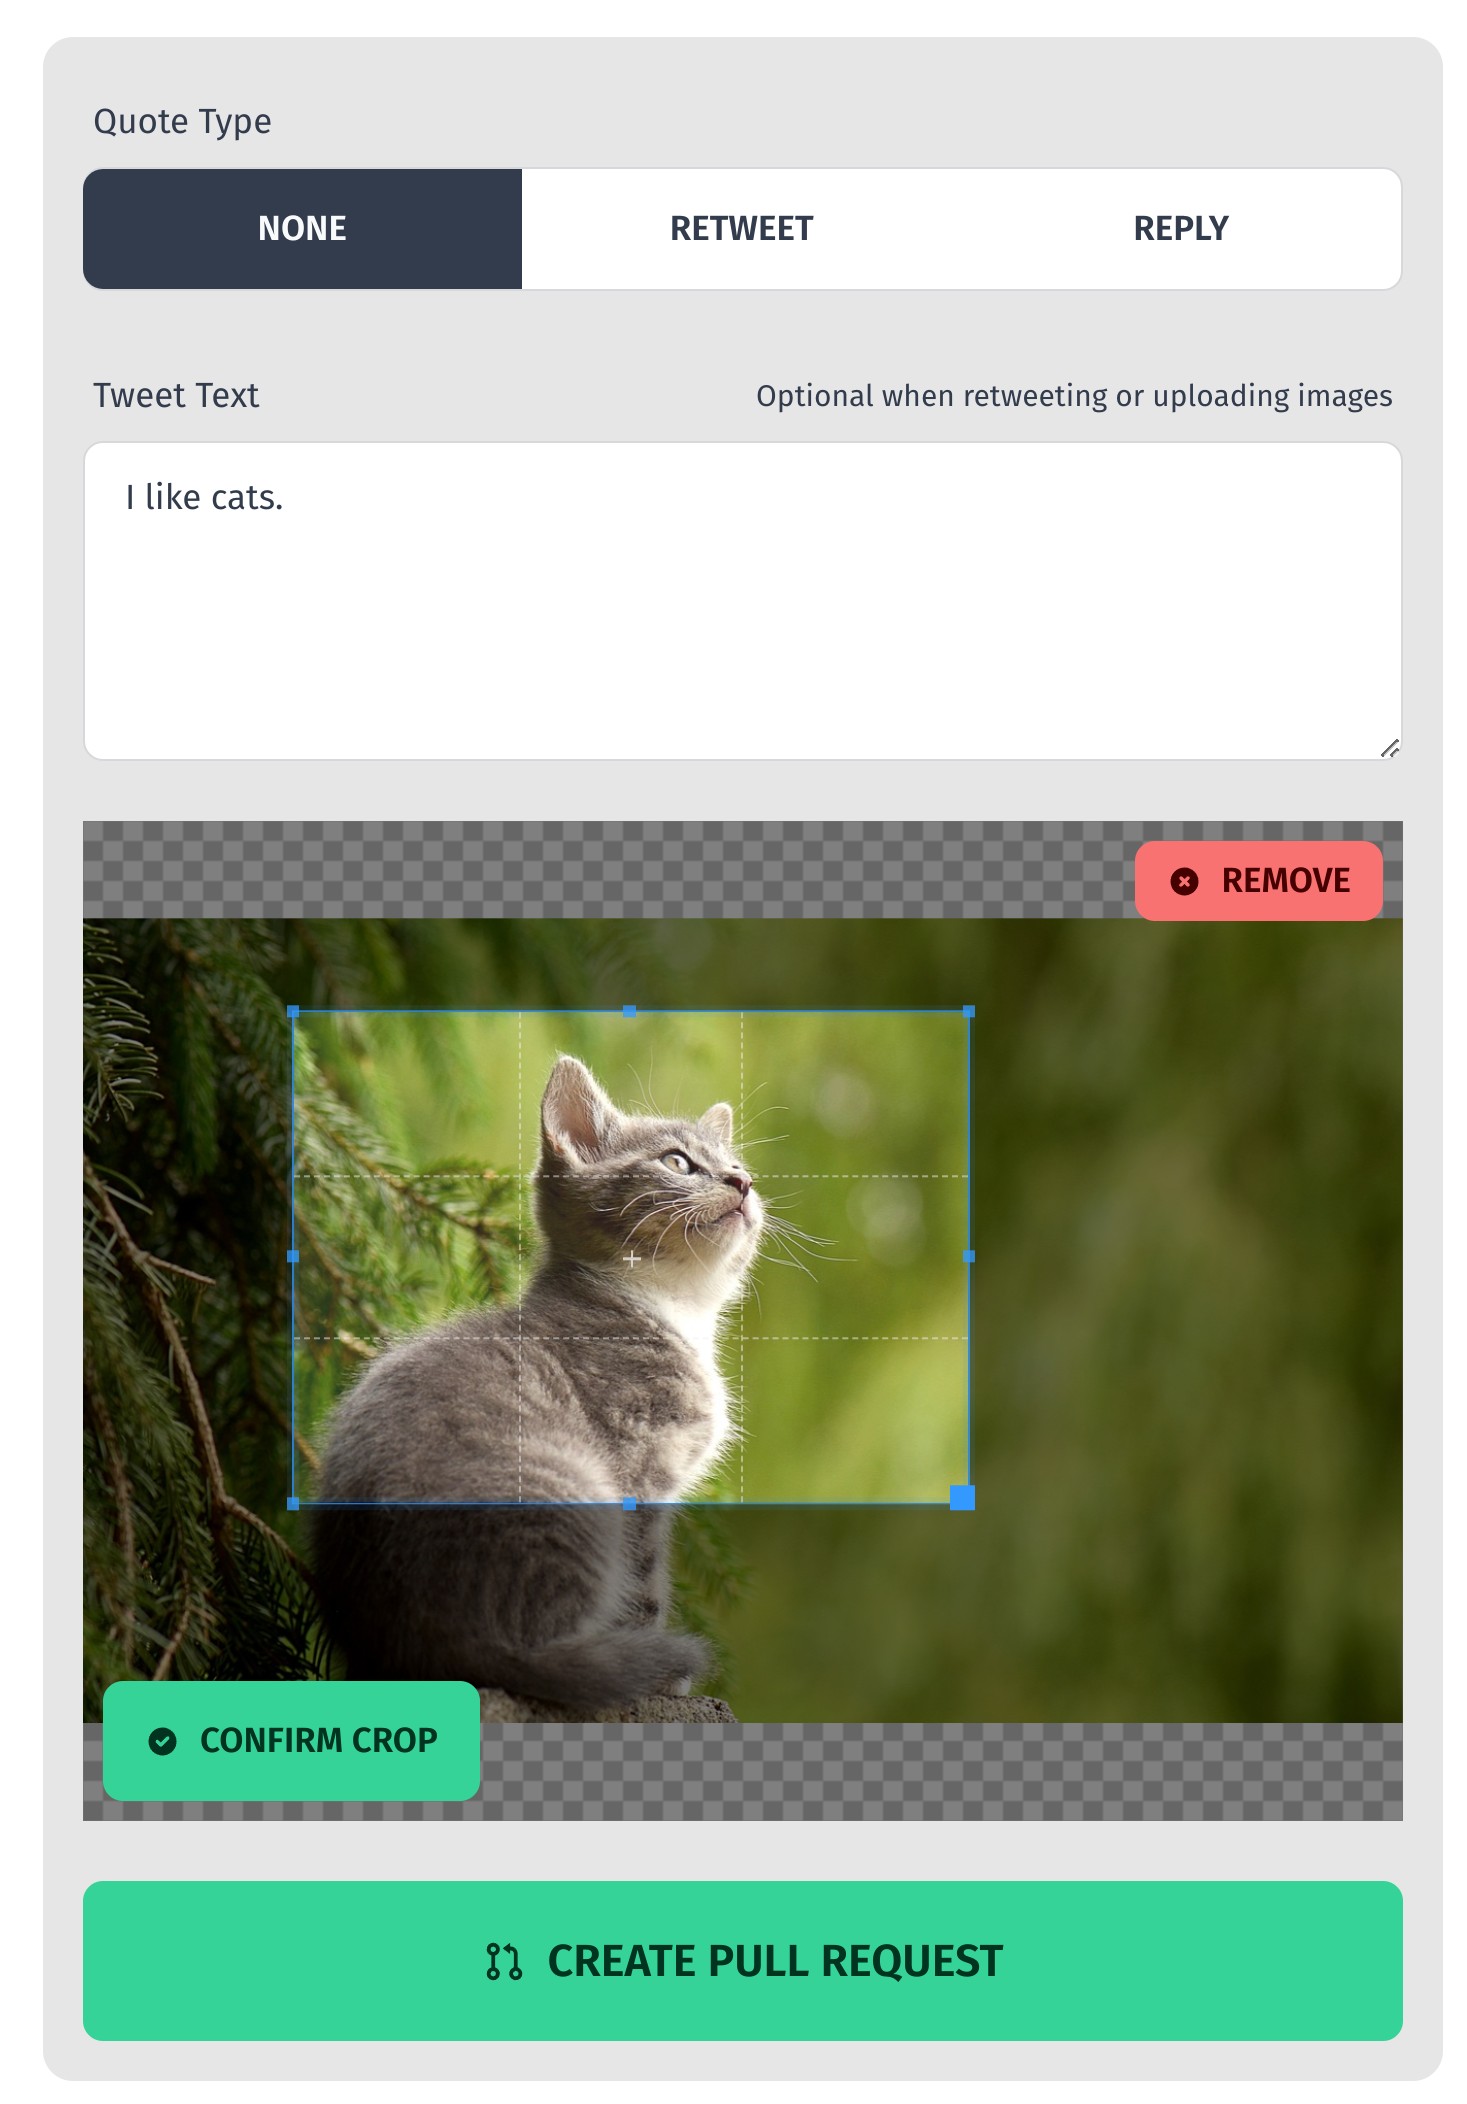 Quote Type
NONE
RETWEET
REPLY
Tweet Text
Optional when retweeting or uploading images
I like cats.
REMOVE
CONFIRM CROP
CREATE PULL REQUEST